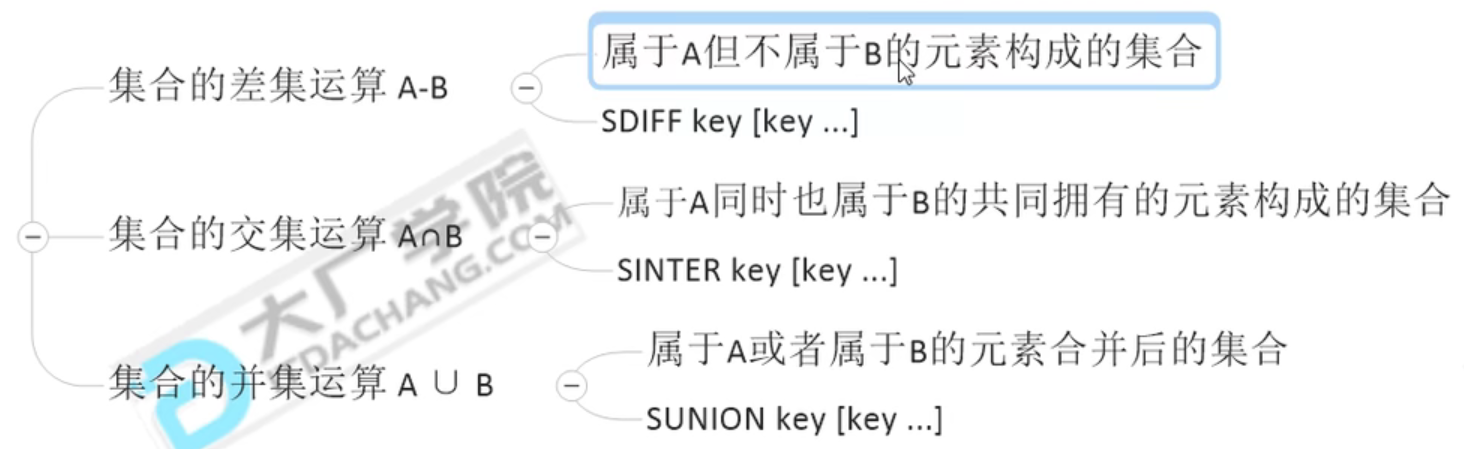 集合的差集运算 A-B
属于A但不属于B的元素构成的集合
SDIFF key [key ...]
集合的交集运算 A∩B
属于A同时也属于B的共同拥有的元素构成的集合
SINTER key [key ...]
集合的并集运算 A ∪ B
属于A或者属于B的元素合并后的集合
SUNION key [key ...]
大厂学院
ITDACHANG.COM